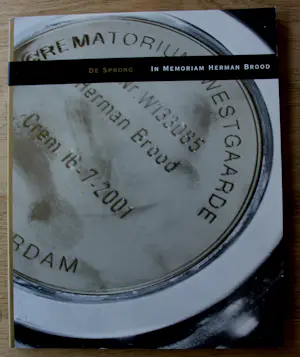 CREMATORIUM WESTGAARDE
DE SPRONG IN MEMORIAM HERMAN BROOD
Nr. W133085
Herman Brood
Crem 16-7-2001
RDAM